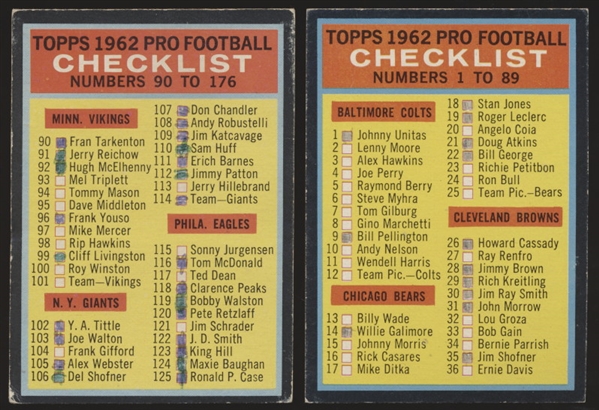 TOPPS 1962 PRO FOOTBALL
CHECKLIST
NUMBERS 90 TO 176
MINN. VIKINGS
90 Fran Tarkenton
91 Jerry Reichow
92 Hugh McElhenny
93 Mel Triplett
94 Tommy Mason
95 Dave Middleton
96 Frank Youso
97 Mike Mercer
98 Rip Hawkins
99 Cliff Livingston
100 Roy Winston
101 Team—Vikings
N. Y. GIANTS
102 Y. A. Tittle
103 Joe Walton
104 Frank Gifford
105 Alex Webster
106 Del Shofner
107 Don Chandler
108 Andy Robustelli
109 Jim Katcavage
110 Sam Huff
111 Erich Barnes
112 Jimmy Patton
113 Jerry Hillebrand
114 Team—Giants
PHILA. EAGLES
115 Sonny Jurgensen
116 Tom McDonald
117 Ted Dean
118 Clarence Peaks
119 Bobby Walston
120 Pete Retzlaff
121 Jim Schrader
122 J. D. Smith
123 King Hill
124 Maxie Baughan
125 Ronald P. Case
TOPPS 1962 PRO FOOTBALL
CHECKLIST
NUMBERS 1 TO 89
BALTIMORE COLTS
1 Johnny Unitas
2 Lenny Moore
3 Alex Hawkins
4 Joe Perry
5 Raymond Berry
6 Steve Myhra
7 Tom Gilburg
8 Gino Marchetti
9 Bill Pellington
10 Andy Nelson
11 Wendell Harris
12 Team Pic.—Colts
CHICAGO BEARS
13 Billy Wade
14 Willie Galimore
15 Johnny Morris
16 Rick Casares
17 Mike Ditka
18 Stan Jones
19 Roger Leclerc
20 Angelo Coia
21 Doug Atkins
22 Bill George
23 Richie Petitbon
24 Ron Bull
25 Team Pic.—Bears
CLEVELAND BROWNS
26 Howard Cassady
27 Ray Renfro
28 Jimmy Brown
29 Rich Kreitling
30 Jim Ray Smith
31 John Morrow
32 Lou Groza
33 Bob Gain
34 Bernie Parrish
35 Jim Shofner
36 Ernie Davis